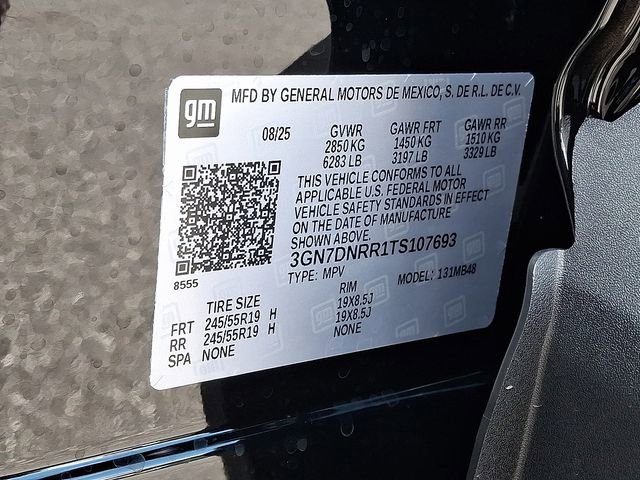 gm
MFD BY GENERAL MOTORS DE MEXICO, S. DE R.L. DE C.V.
08/25 GVWR GAWR FRT GAWR RR
2850 KG 1450 KG 1510 KG
6283 LB 3197 LB 3329 LB
THIS VEHICLE CONFORMS TO ALL
APPLICABLE U.S. FEDERAL MOTOR
VEHICLE SAFETY STANDARDS IN EFFECT
ON THE DATE OF MANUFACTURE
SHOWN ABOVE.
3GN7DNRR1TS107693
8555 TYPE: MPV MODEL: 131MB48
TIRE SIZE RIM
FRT 245/55R19 H 19X8.5J
RR 245/55R19 H 19X8.5J
SPA NONE NONE